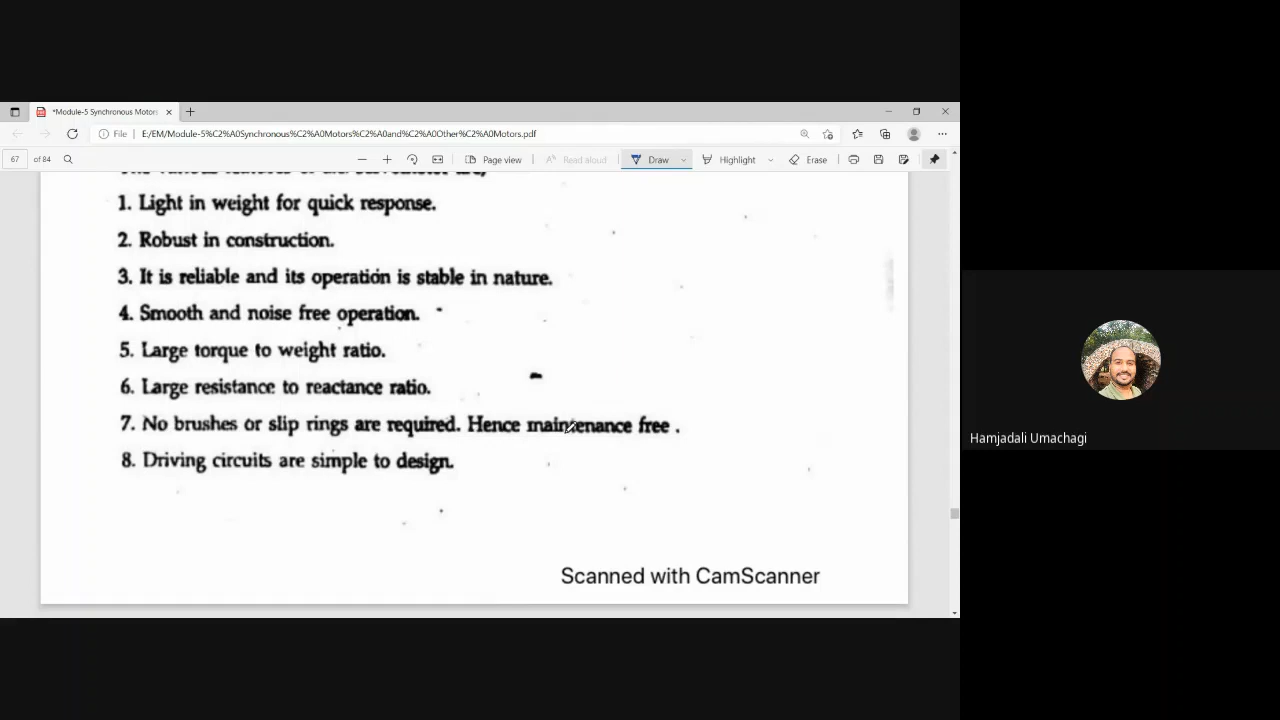 *Module-5 Synchronous Motors
File
E:/EM/Module-5%C2%A0Synchronous%C2%A0Motors%C2%A0and%C2%A0Other%C2%A0Motors.pdf
67 of 84
Page view
Read aloud
Draw
Highlight
Erase
1. Light in weight for quick response.
2. Robust in construction.
3. It is reliable and its operation is stable in nature.
4. Smooth and noise free operation.
5. Large torque to weight ratio.
6. Large resistance to reactance ratio.
7. No brushes or slip rings are required. Hence maintenance free .
8. Driving circuits are simple to design.
Scanned with CamScanner
Hamjadali Umachagi